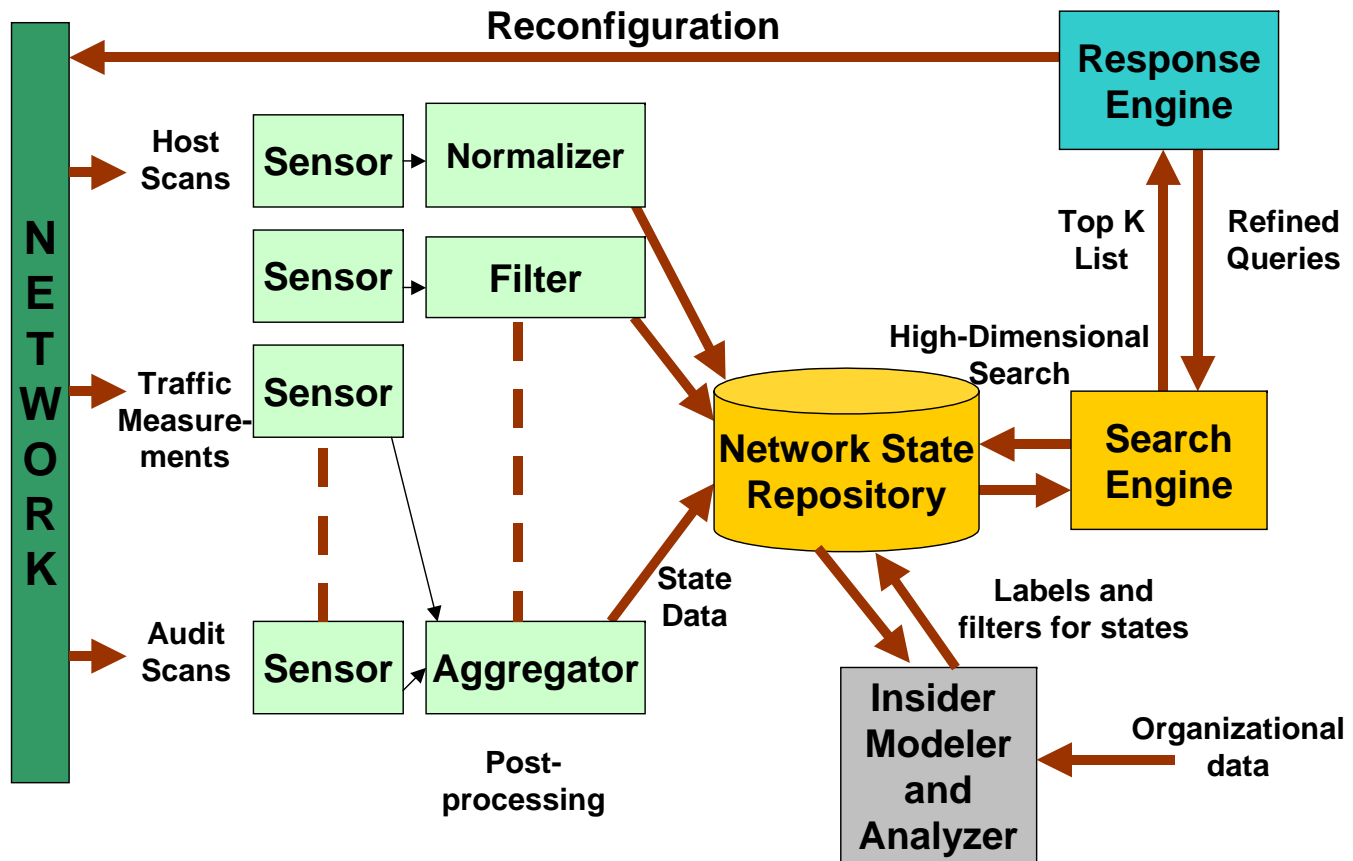 Reconfiguration
Response
Engine
NETWORK
Host
Scans
Sensor
Normalizer
Top K
List
Refined
Queries
Sensor
Filter
High-Dimensional
Search
Traffic
Measure-
ments
Sensor
Network State
Repository
Search
Engine
State
Data
Labels and
filters for states
Audit
Scans
Sensor
Aggregator
Post-
processing
Insider
Modeler
and
Analyzer
Organizational
data